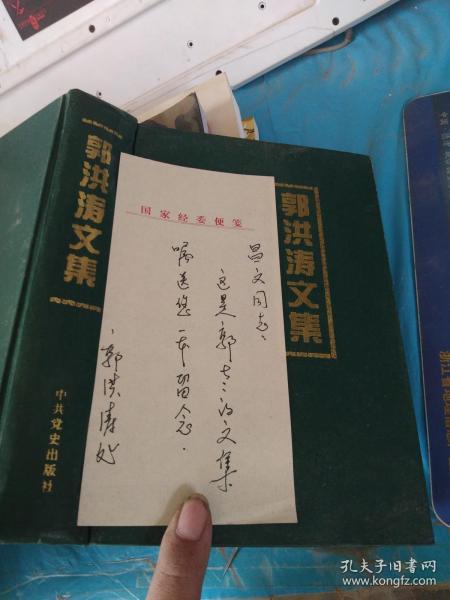 郭洪涛文集
中共党史出版社
郭洪涛文集
国家经委便笺
昌文同志：
这是郭老的文集
嘱送您一本留念.
郭洪涛处
孔夫子旧书网
www.kongfz.com